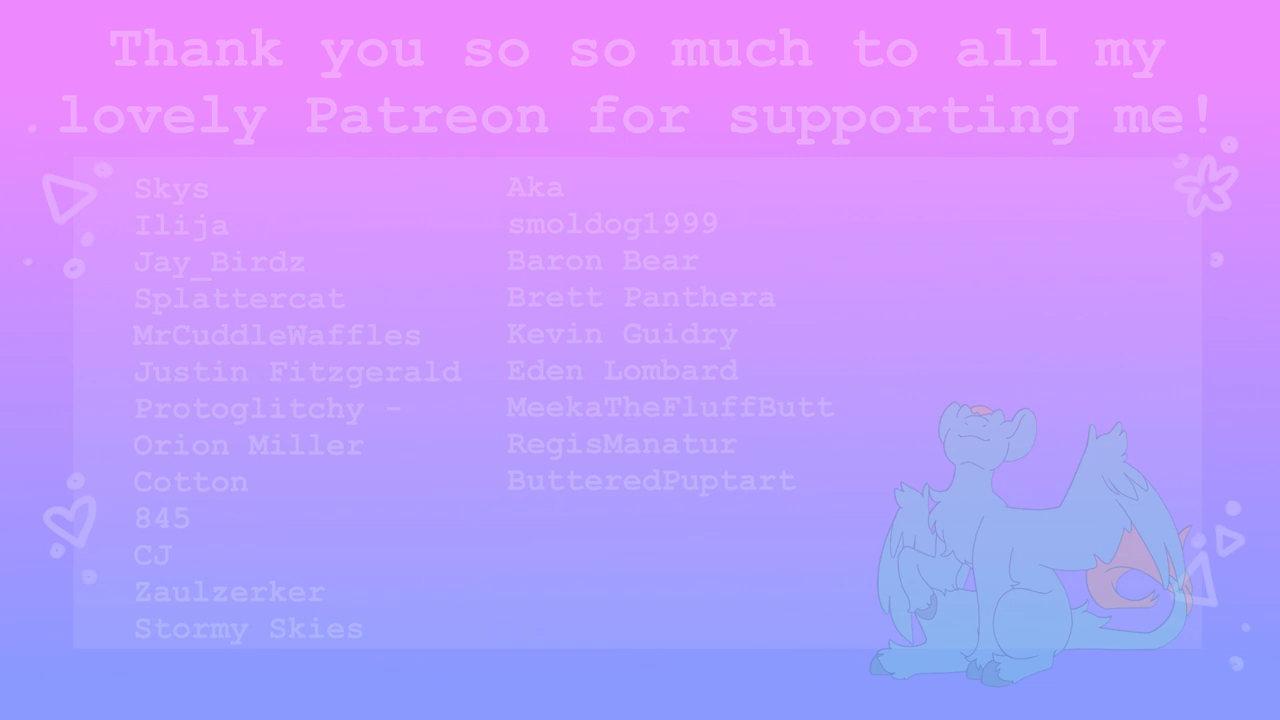 Thank you so so much to all my
lovely Patreon for supporting me!
Skys
Ilija
Jay_Birdz
Splattercat
MrCuddleWaffles
Justin Fitzgerald
Protoglitchy -
Orion Miller
Cotton
845
CJ
Zaulzerker
Stormy Skies
Aka
smoldog1999
Baron Bear
Brett Panthera
Kevin Guidry
Eden Lombard
MeekaTheFluffButt
RegisManatur
ButteredPuptart